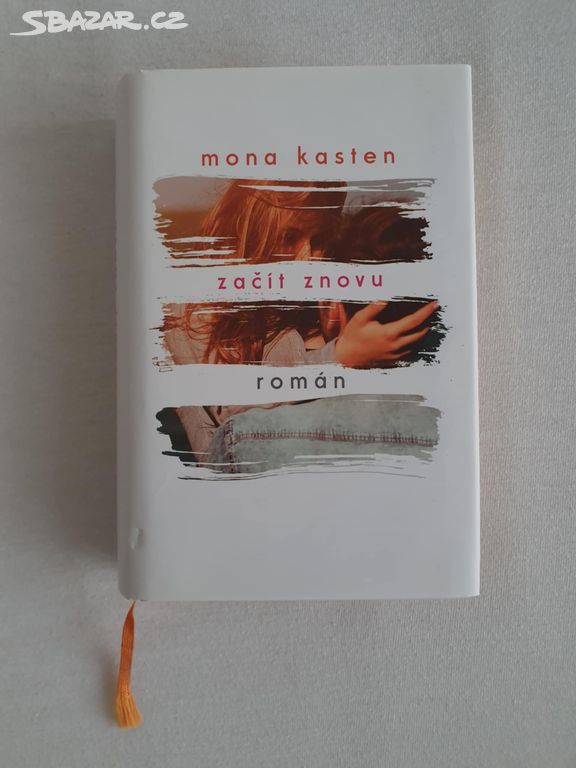 SBAZAR.CZ
mona kasten
začít znovu
román